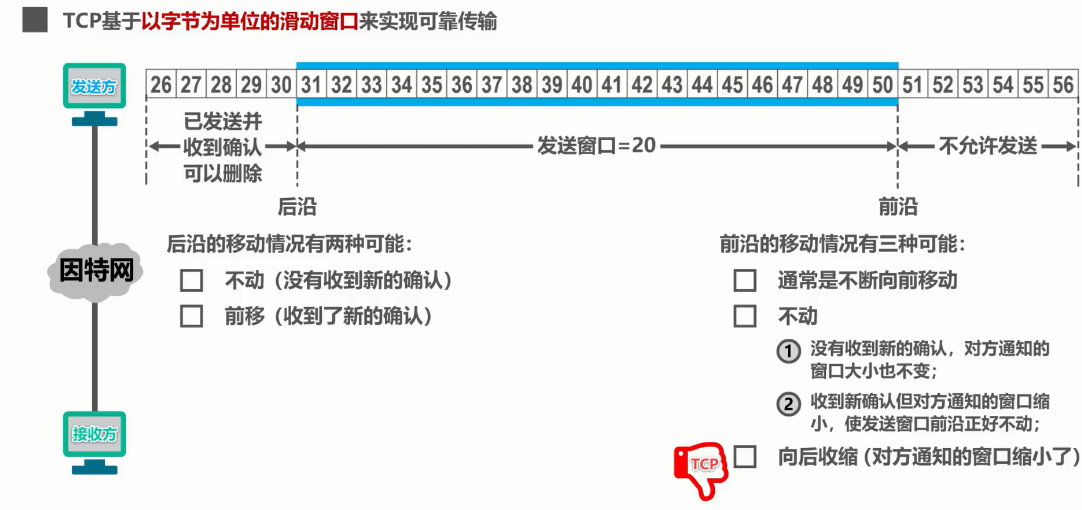 TCP基于以字节为单位的滑动窗口来实现可靠传输
发送方
26 27 28 29 30 31 32 33 34 35 36 37 38 39 40 41 42 43 44 45 46 47 48 49 50 51 52 53 54 55 56
已发送并
收到确认
可以删除
发送窗口=20
不允许发送
后沿
前沿
因特网
后沿的移动情况有两种可能：
不动（没有收到新的确认）
前移（收到了新的确认）
前沿的移动情况有三种可能：
通常是不断向前移动
不动
1 没有收到新的确认，对方通知的
窗口大小也不变；
2 收到新确认但对方通知的窗口缩
小，使发送窗口前沿正好不动；
TCP
向后收缩（对方通知的窗口缩小了）
接收方